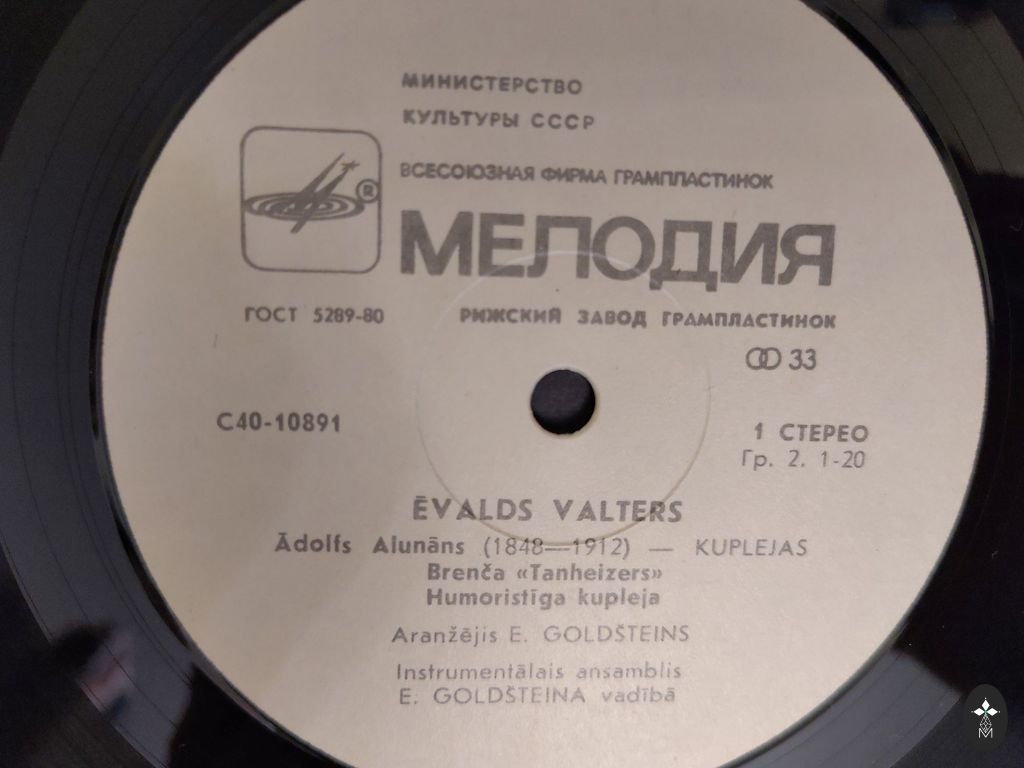 МИНИСТЕРСТВО
КУЛЬТУРЫ СССР
ВСЕСОЮЗНАЯ ФИРМА ГРАМПЛАСТИНОК
®
МЕЛОДИЯ
ГОСТ 5289-80 РИЖСКИЙ ЗАВОД ГРАМПЛАСТИНОК
33
С40-10891
1 СТЕРЕО
Гр. 2. 1-20
ĒVALDS VALTERS
Ādolfs Alunāns (1848—1912) — KUPLEJAS
Brenča «Tanheizers»
Humoristīga kupleja
Aranžējis E. GOLDŠTEINS
Instrumentālais ansamblis
E. GOLDŠTEINA vadībā